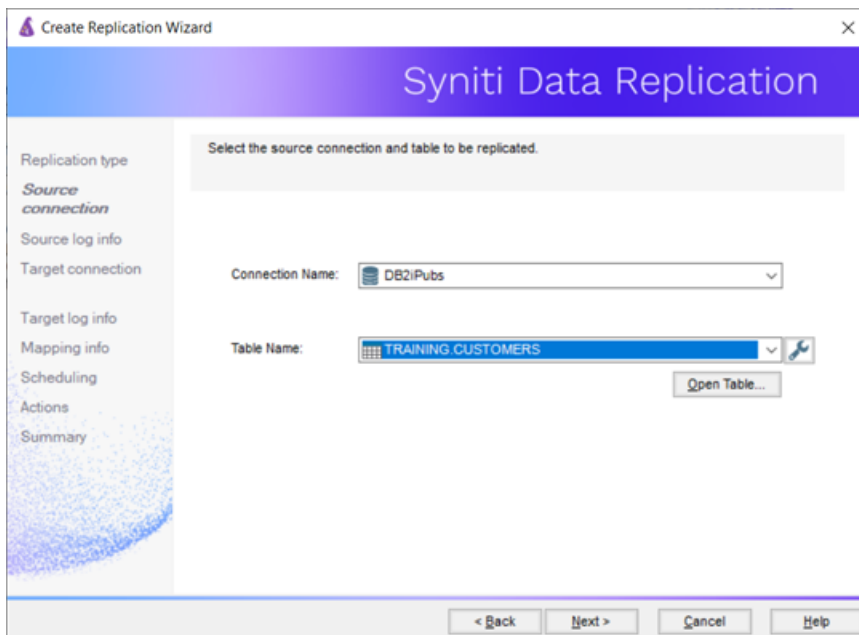 Create Replication Wizard
Syniti Data Replication
Replication type
Source
connection
Source log info
Target connection
Target log info
Mapping info
Scheduling
Actions
Summary
Select the source connection and table to be replicated.
Connection Name: DB2iPubs
Table Name: TRAINING.CUSTOMERS
Open Table...
< Back Next > Cancel Help